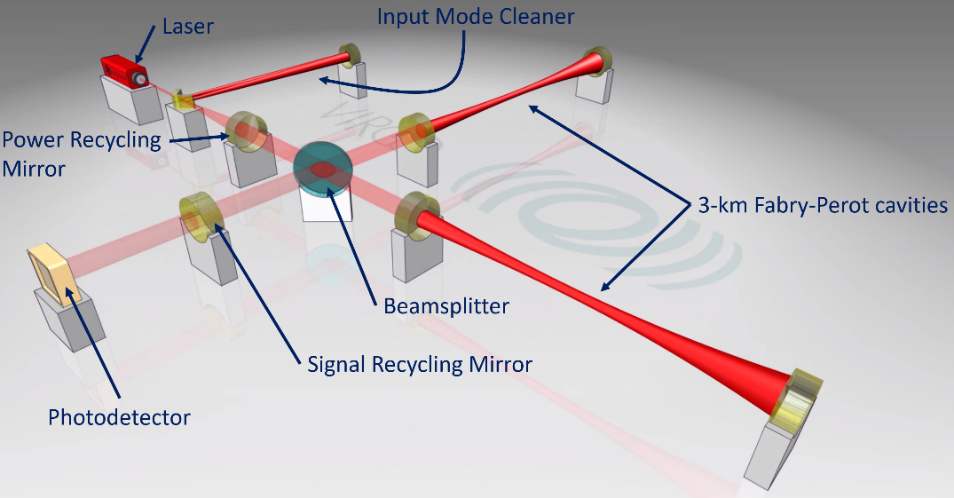 Input Mode Cleaner
Laser
Power Recycling
Mirror
3-km Fabry-Perot cavities
Beamsplitter
Signal Recycling Mirror
Photodetector